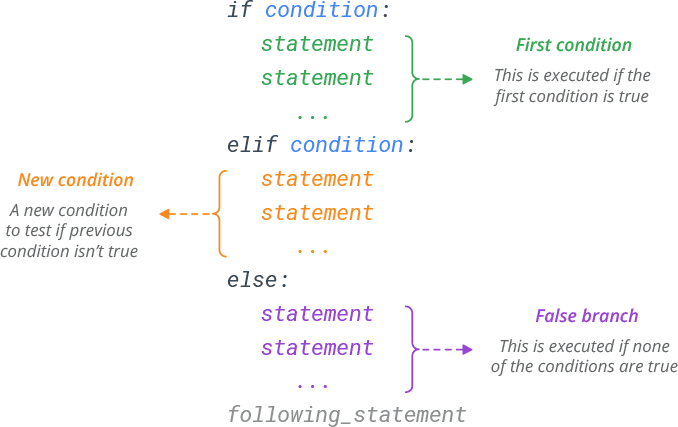 if condition:
statement
statement
...
First condition
This is executed if the
first condition is true
elif condition:
statement
statement
...
New condition
A new condition
to test if previous
condition isn’t true
else:
statement
statement
...
False branch
This is executed if none
of the conditions are true
following_statement